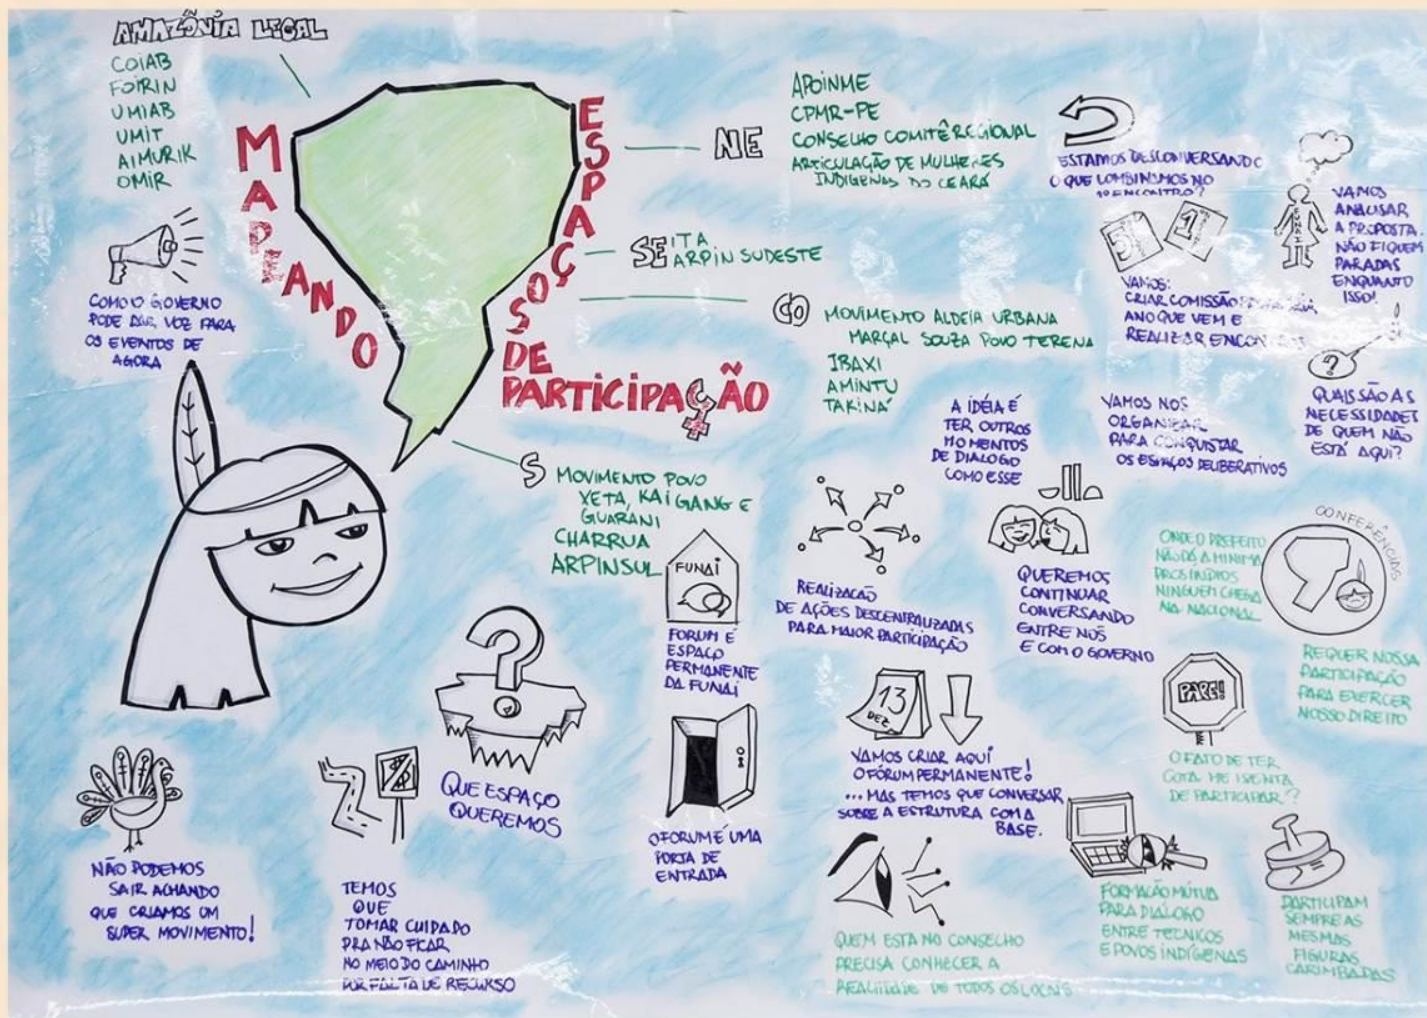 AMAZÔNIA LEGAL
COIAB
FOIRIN
UMIAB
UMIT
AIMURIK
OMIR
MAPEANDO
ESPAÇOS
DE
PARTICIPAÇÃO
COMO O GOVERNO
PODE DAR VOZ PARA
OS EVENTOS DE
AGORA
NE
APOINME
CPMR-PE
CONSELHO COMITÊ REGIONAL
ARTICULAÇÃO DE MULHERES
INDIGENAS DO CEARÁ
SE
ITA
ARPIN SUDESTE
CO
MOVIMENTO ALDEIA URBANA
MARÇAL SOUZA POVO TERENA
IBAXI
AMINTU
TAKINÁ
S
MOVIMENTO POVO
XETA, KAIGANG E
GUARANI
CHARRUA
ARPINSUL
ESTAMOS DESCONVERSANDO
O QUE COMBINAMOS NO
1º ENCONTRO?
VAMOS
ANALISAR
A PROPOSTA.
NÃO FIQUEM
PARADAS
ENQUANTO
ISSO!
5
1º
VAMOS:
CRIAR COMISSÃO
ANO QUE VEM E
REALIZAR
?
QUAIS SÃO AS
NECESSIDADES
DE QUEM NÃO
ESTÁ AQUI?
A IDÉIA É
TER OUTROS
MOMENTOS
DE DIALOGO
COMO ESSE
VAMOS NOS
ORGANIZAR
PARA CONQUISTAR
OS ESPAÇOS DELIBERATIVOS
FUNAI
FORUM É
ESPAÇO
PERMANENTE
DA FUNAI
REALIZAÇÃO
DE AÇÕES DESCENTRALIZADAS
PARA MAIOR PARTICIPAÇÃO
QUEREMOS
CONTINUAR
CONVERSANDO
ENTRE NÓS
E COM O GOVERNO
ONDE O PREFEITO
NÃO DÁ A MINIMA
PROS INDIOS
NINGUEM CHEGA
NA NACIONAL
CONFERÊNCIAS
REQUER NOSSA
PARTICIPAÇÃO
PARA EXERCER
NOSSO DIREITO
?
QUE ESPAÇO
QUEREMOS
O FORUM É UMA
PORTA DE
ENTRADA
13
DEZ
VAMOS CRIAR AQUI
O FÓRUM PERMANENTE!
... MAS TEMOS QUE CONVERSAR
SOBRE A ESTRUTURA COM A
BASE.
PARE!
O FATO DE TER
COTA ME ISENTA
DE PARTICIPAR?
NÃO PODEMOS
SAIR ACHANDO
QUE CRIAMOS UM
SUPER MOVIMENTO!
TEMOS
QUE
TOMAR CUIDADO
PRA NÃO FICAR
NO MEIO DO CAMINHO
POR FALTA DE RECURSO
QUEM ESTA NO CONSELHO
PRECISA CONHECER A
REALIDADE DE TODOS OS LOCAIS
FORMAÇÃO MÚTUA
PARA DIALOGO
ENTRE TECNICOS
E POVOS INDÍGENAS
PARTICIPAM
SEMPRE AS
MESMAS
FIGURAS
CARIMBADAS